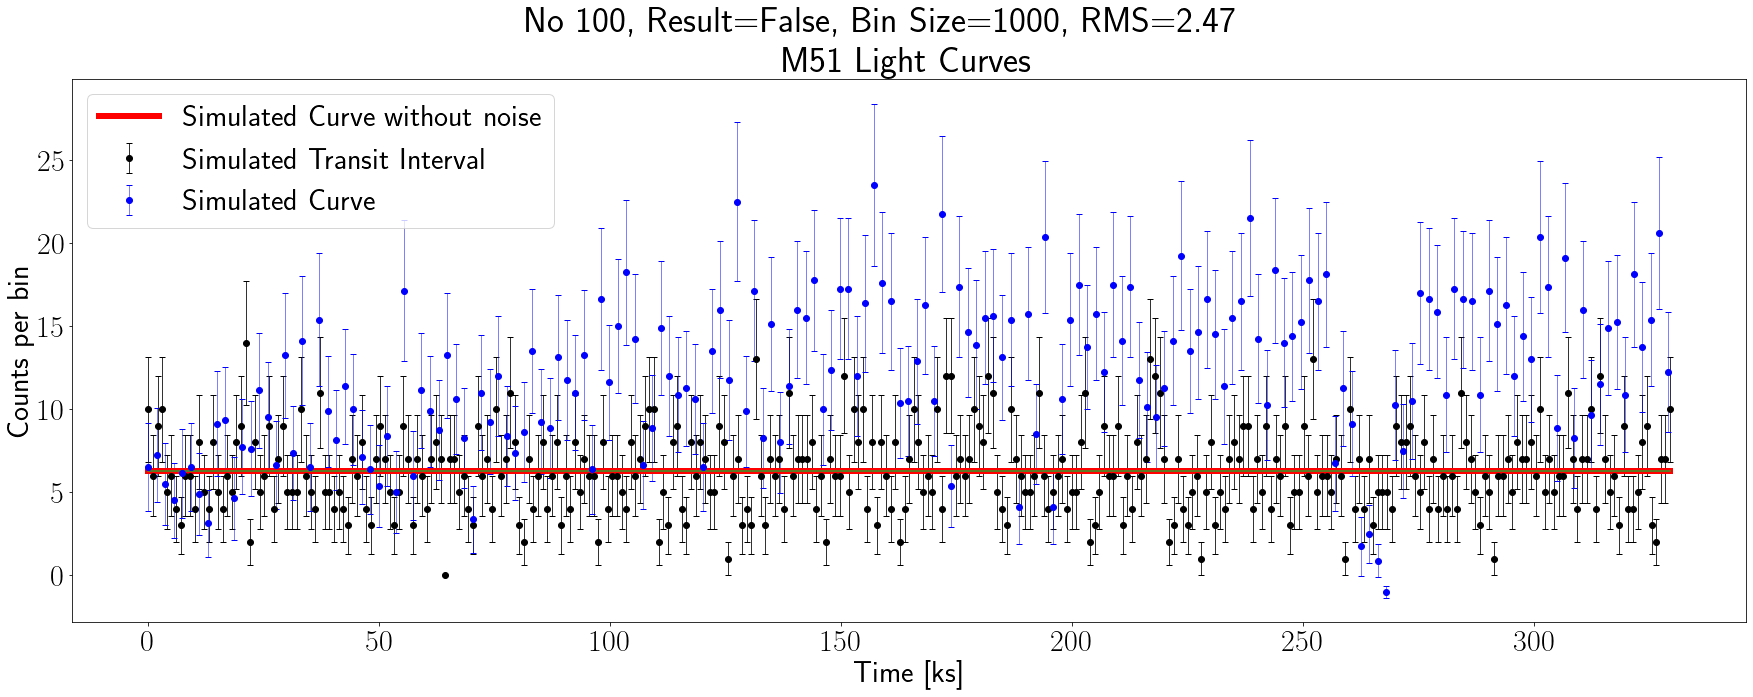 No 100, Result=False, Bin Size=1000, RMS=2.47
M51 Light Curves
Simulated Curve without noise
Simulated Transit Interval
Simulated Curve
Counts per bin
25
20
15
10
5
0
0 50 100 150 200 250 300
Time [ks]